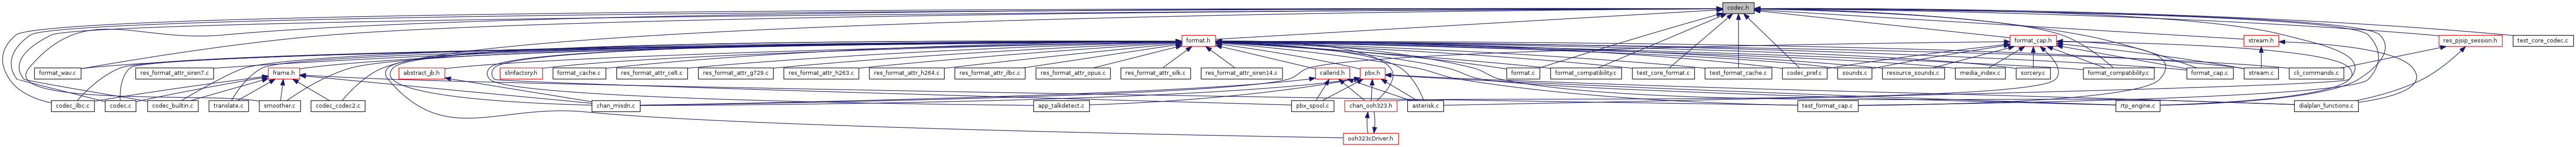 codec.h
format.h
format_cap.h
stream.h
res_pjsip_session.h
test_core_codec.c
format_wav.c
res_format_attr_siren7.c
frame.h
abstract_jb.h
slinfactory.h
format_cache.c
res_format_attr_celt.c
res_format_attr_g729.c
res_format_attr_h263.c
res_format_attr_h264.c
res_format_attr_ilbc.c
res_format_attr_opus.c
res_format_attr_silk.c
res_format_attr_siren14.c
callerid.h
pbx.h
format.c
format_compatibility.c
test_core_format.c
test_format_cache.c
codec_pref.c
sounds.c
resource_sounds.c
media_index.c
sorcery.c
format_compatibility.c
format_cap.c
stream.c
cli_commands.c
codec_ilbc.c
codec.c
codec_builtin.c
translate.c
smoother.c
codec_codec2.c
chan_misdn.c
app_talkdetect.c
pbx_spool.c
chan_ooh323.h
asterisk.c
test_format_cap.c
rtp_engine.c
dialplan_functions.c
ooh323cDriver.h